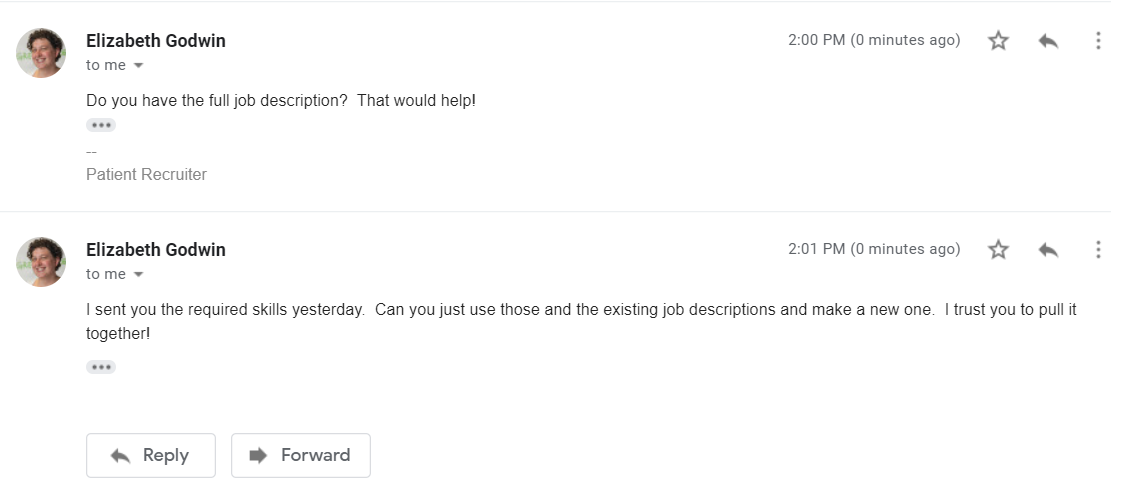 Elizabeth Godwin
2:00 PM (0 minutes ago)
to me
Do you have the full job description?  That would help!
--
Patient Recruiter
Elizabeth Godwin
2:01 PM (0 minutes ago)
to me
I sent you the required skills yesterday.  Can you just use those and the existing job descriptions and make a new one.  I trust you to pull it
together!
Reply
Forward